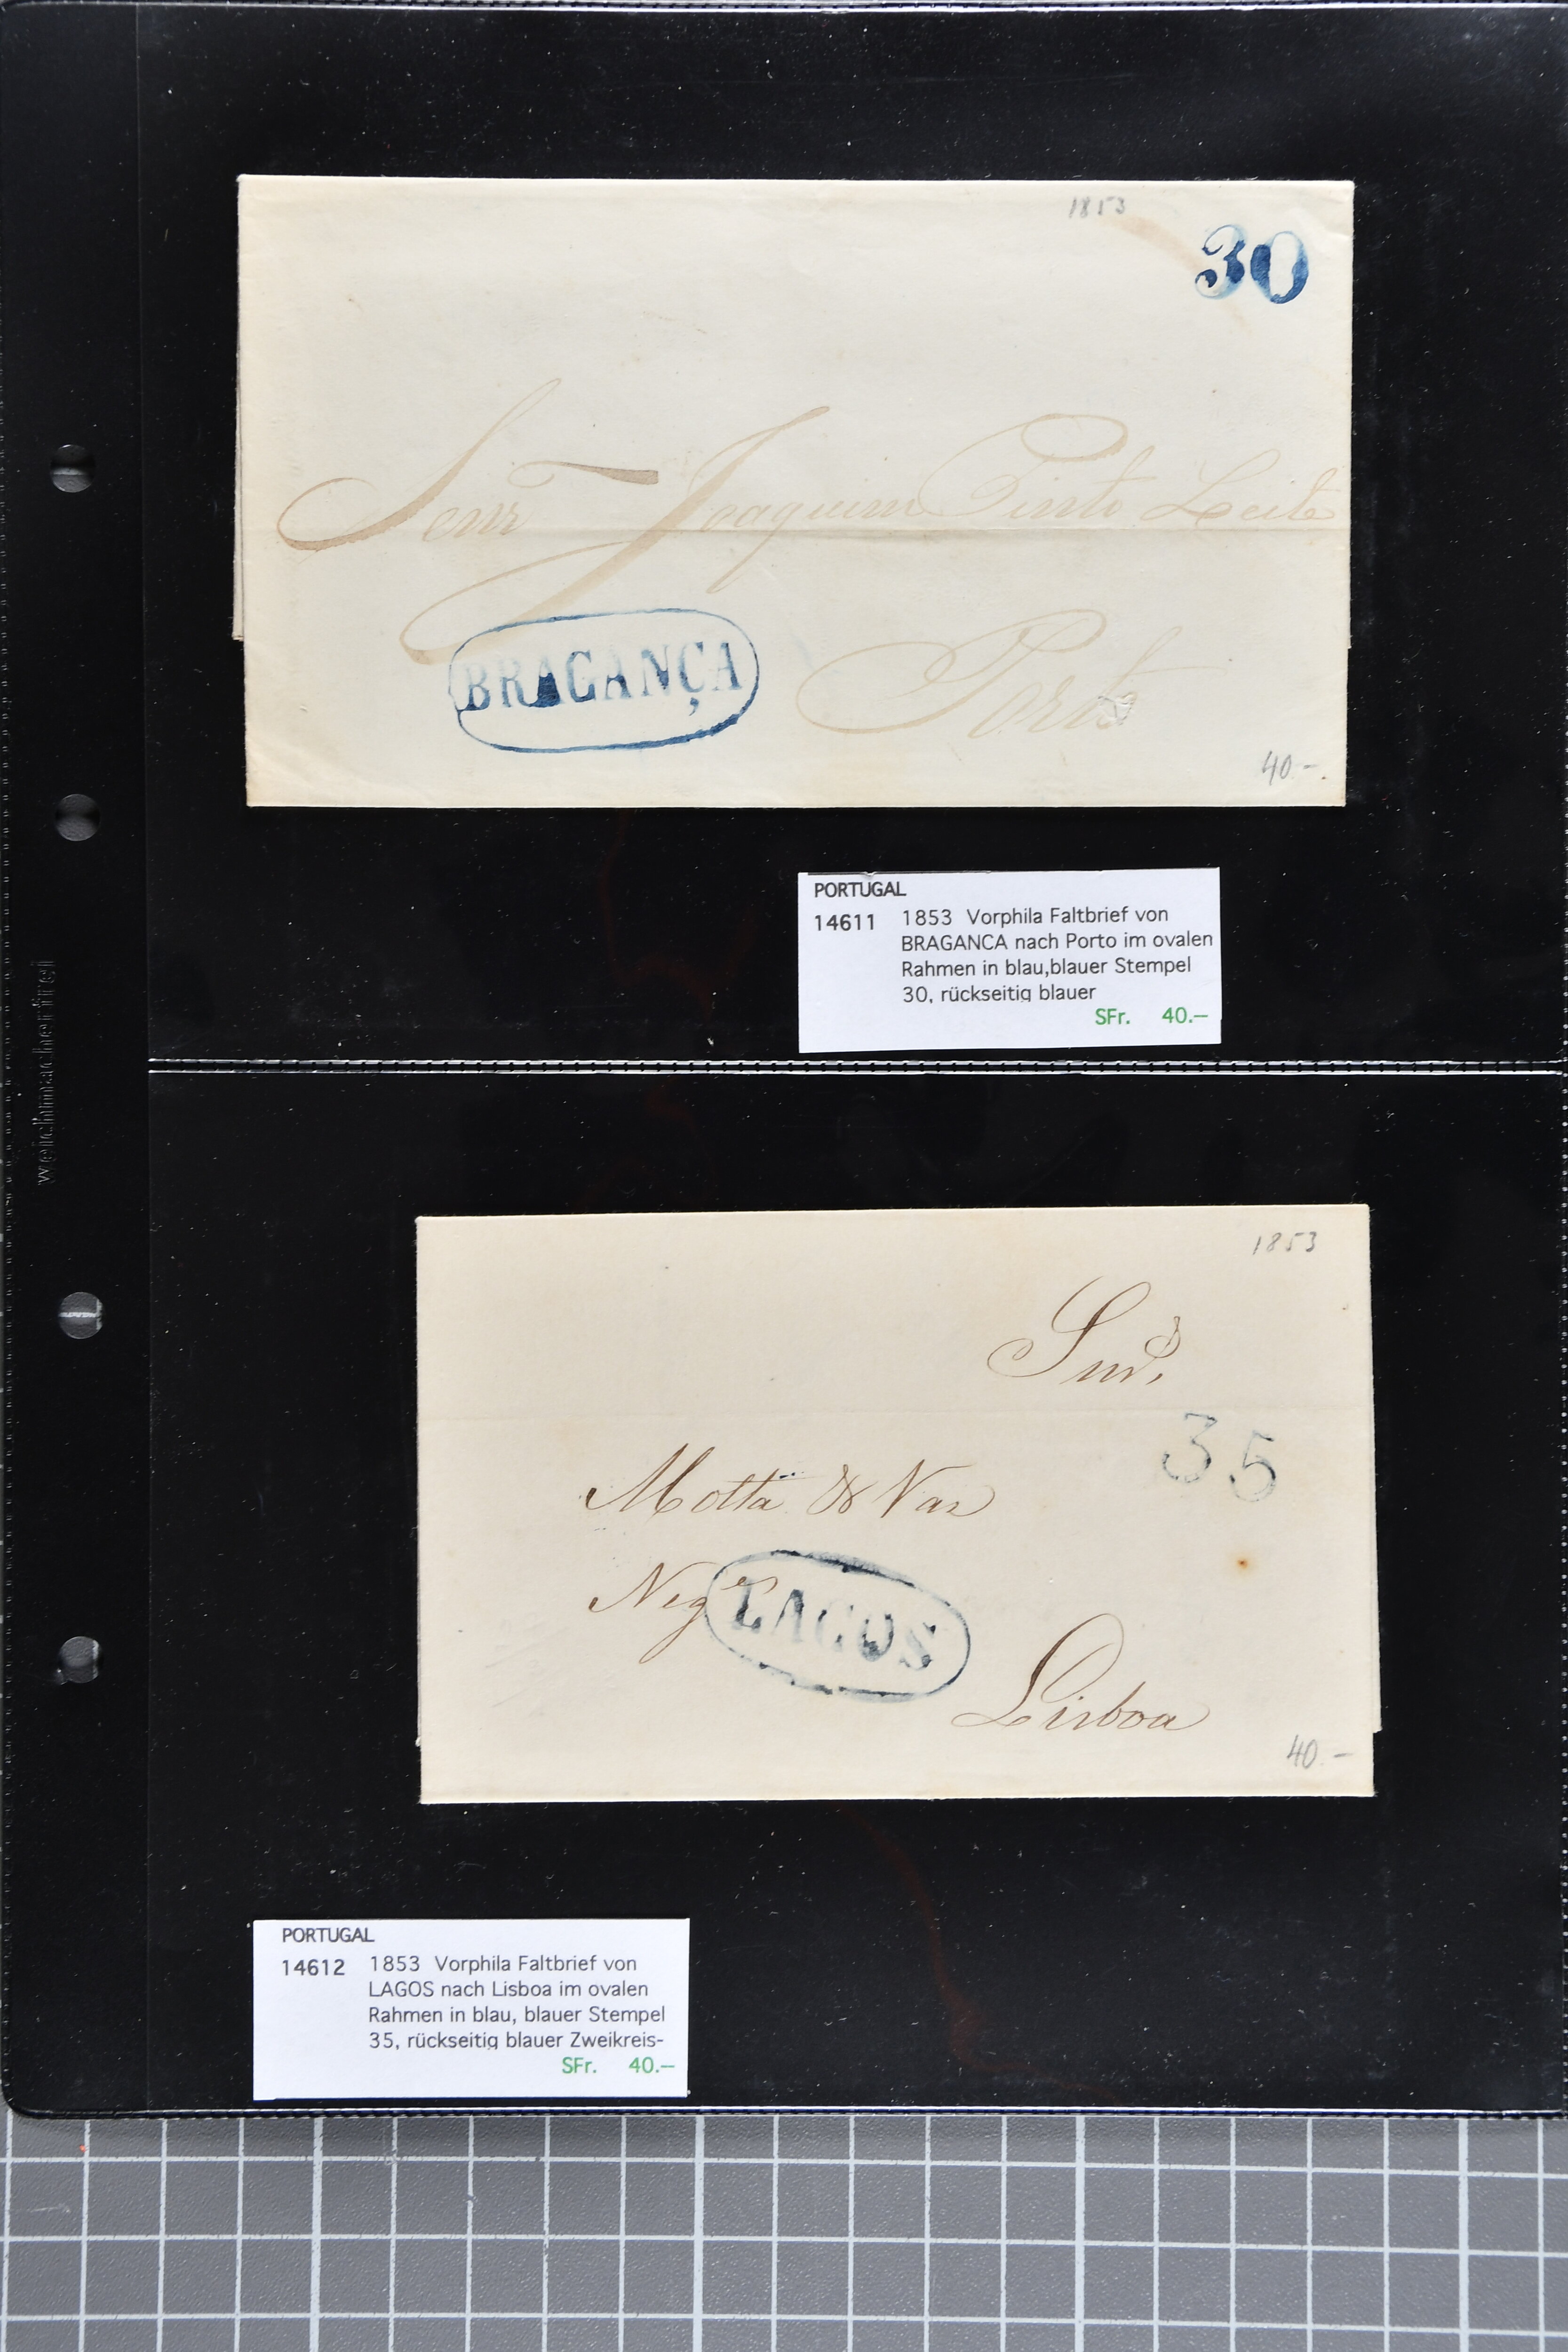 1853
30
Senr Joaquim Pinto Leite
BRAGANÇA
Porto
40.-
PORTUGAL
14611 1853 Vorphila Faltbrief von
BRAGANCA nach Porto im ovalen
Rahmen in blau,blauer Stempel
30, rückseitig blauer
SFr. 40.–
weichmacherfrei
1853
35
Motta & Vaz
LAGOS
Lisboa
40.-
PORTUGAL
14612 1853 Vorphila Faltbrief von
LAGOS nach Lisboa im ovalen
Rahmen in blau, blauer Stempel
35, rückseitig blauer Zweikreis-
SFr. 40.–